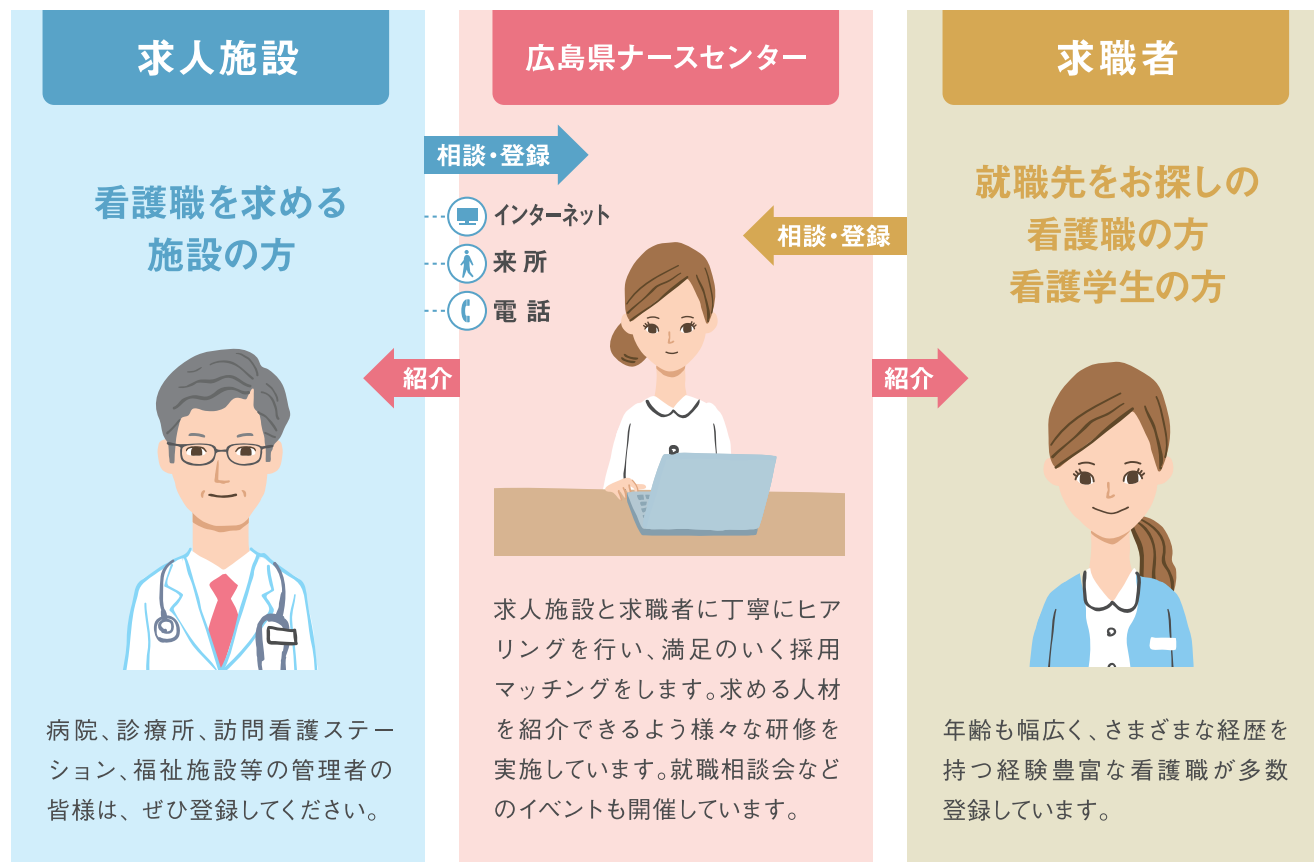 求人施設
看護職を求める
施設の方
病院、診療所、訪問看護ステー
ション、福祉施設等の管理者の
皆様は、ぜひ登録してください。
相談・登録
インターネット
来所
電話
紹介
広島県ナースセンター
求人施設と求職者に丁寧にヒア
リングを行い、満足のいく採用
マッチングをします。求める人材
を紹介できるよう様々な研修を
実施しています。就職相談会など
のイベントも開催しています。
相談・登録
紹介
求職者
就職先をお探しの
看護職の方
看護学生の方
年齢も幅広く、さまざまな経歴を
持つ経験豊富な看護職が多数
登録しています。